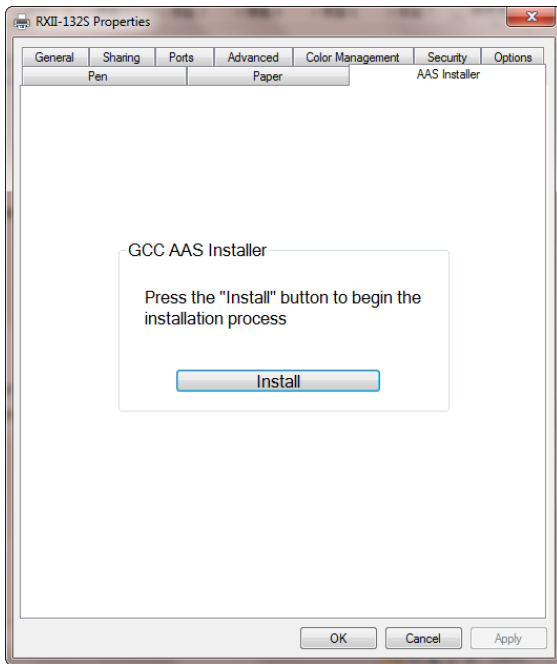 RXII-132S Properties
General Sharing Ports Advanced Color Management Security Options
Pen Paper AAS Installer
GCC AAS Installer
Press the "Install" button to begin the
installation process
Install
OK Cancel Apply